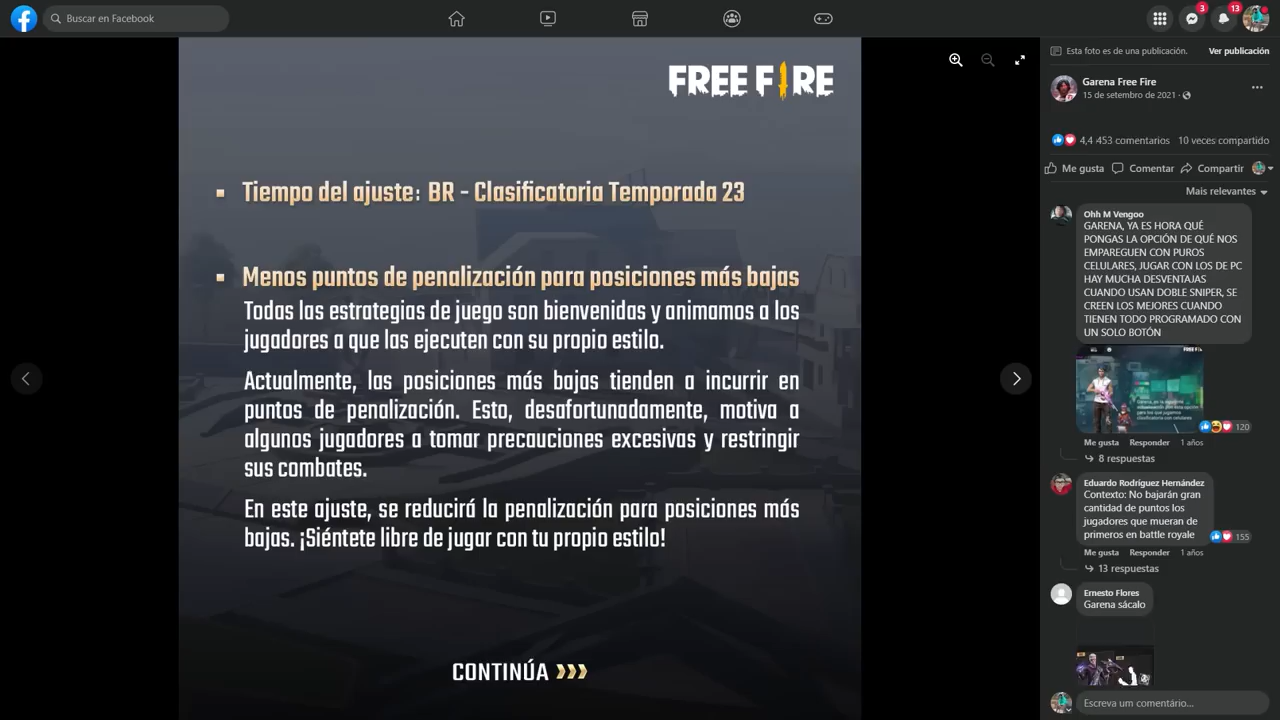 Buscar en Facebook
3
13
FREE FIRE
▪ Tiempo del ajuste: BR - Clasificatoria Temporada 23
▪ Menos puntos de penalización para posiciones más bajas
Todas las estrategias de juego son bienvenidas y animamos a los
jugadores a que las ejecuten con su propio estilo.
Actualmente, las posiciones más bajas tienden a incurrir en
puntos de penalización. Esto, desafortunadamente, motiva a
algunos jugadores a tomar precauciones excesivas y restringir
sus combates.
En este ajuste, se reducirá la penalización para posiciones más
bajas. ¡Siéntete libre de jugar con tu propio estilo!
CONTINÚA
Esta foto es de una publicación.
Ver publicación
Garena Free Fire
15 de setembro de 2021 ·
4,4 453 comentarios 10 veces compartido
Me gusta Comentar Compartir
Mais relevantes
Ohh M Vengoo
GARENA, YA ES HORA QUÉ
PONGAS LA OPCIÓN DE QUÉ NOS
EMPAREGUEN CON PUROS
CELULARES, JUGAR CON LOS DE PC
HAY MUCHA DESVENTAJAS
CUANDO USAN DOBLE SNIPER, SE
CREEN LOS MEJORES CUANDO
TIENEN TODO PROGRAMADO CON
UN SOLO BOTÓN
FREE FIRE
120
Me gusta Responder 1 años
8 respuestas
Eduardo Rodríguez Hernández
Contexto: No bajarán gran
cantidad de puntos los
jugadores que mueran de
primeros en battle royale
155
Me gusta Responder 1 años
13 respuestas
Ernesto Flores
Garena sácalo
Escreva um comentário...